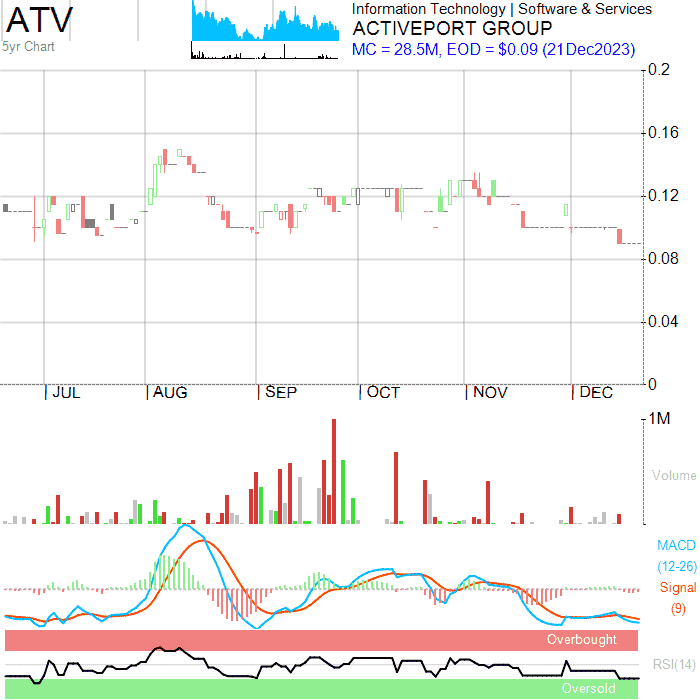 ATV
5yr Chart
Information Technology | Software & Services
ACTIVEPORT GROUP
MC = 28.5M, EOD = $0.09 (21Dec2023)
0.2
0.16
0.12
0.08
0.04
0
JUL AUG SEP OCT NOV DEC
1M
Volume
MACD
(12-26)
Signal
(9)
Overbought
RSI(14)
Oversold